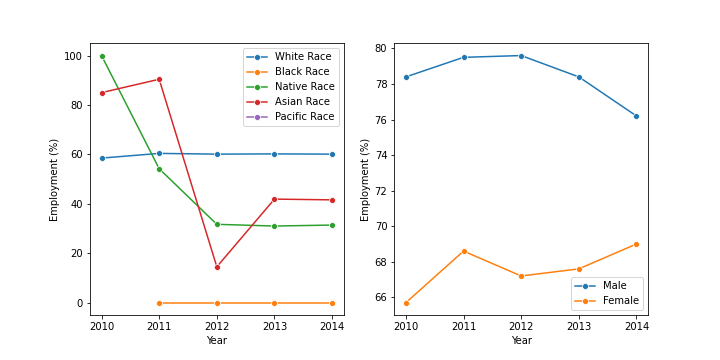 100
80
60
40
20
0
Employment (%)
2010 2011 2012 2013 2014
Year
White Race
Black Race
Native Race
Asian Race
Pacific Race
80
78
76
74
72
70
68
66
Employment (%)
2010 2011 2012 2013 2014
Year
Male
Female